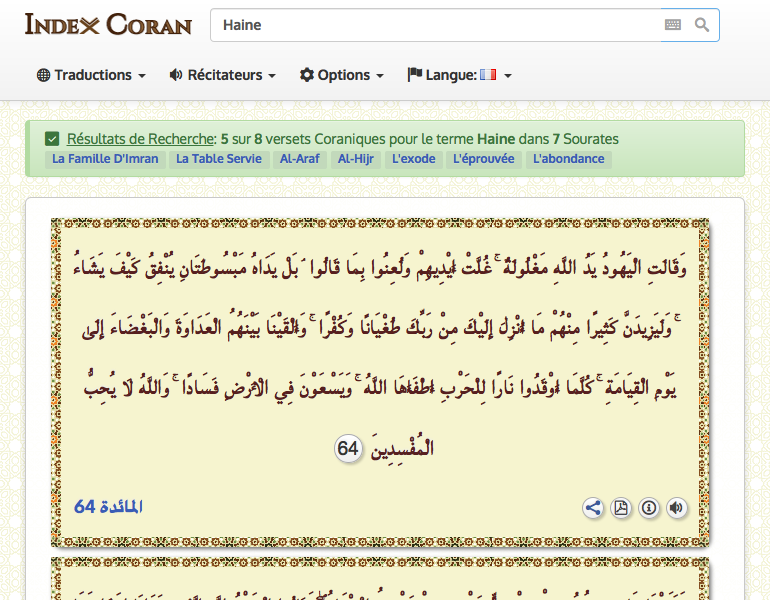 INDEX CORAN
Haine
Traductions
Récitateurs
Options
Langue:
Résultats de Recherche: 5 sur 8 versets Coraniques pour le terme Haine dans 7 Sourates
La Famille D'Imran La Table Servie Al-Araf Al-Hijr L'exode L'éprouvée L'abondance
وَقَالَتِ الْيَهُودُ يَدُ اللَّهِ مَغْلُولَةٌ ۚ غُلَّتْ أَيْدِيهِمْ وَلُعِنُوا بِمَا قَالُوا ۘ بَلْ يَدَاهُ مَبْسُوطَتَانِ يُنْفِقُ كَيْفَ يَشَاءُ
ۚ وَلَيَزِيدَنَّ كَثِيرًا مِنْهُمْ مَا أُنْزِلَ إِلَيْكَ مِنْ رَبِّكَ طُغْيَانًا وَكُفْرًا ۚ وَأَلْقَيْنَا بَيْنَهُمُ الْعَدَاوَةَ وَالْبَغْضَاءَ إِلَى
يَوْمِ الْقِيَامَةِ ۚ كُلَّمَا أَوْقَدُوا نَارًا لِلْحَرْبِ أَطْفَأَهَا اللَّهُ ۚ وَيَسْعَوْنَ فِي الْأَرْضِ فَسَادًا ۚ وَاللَّهُ لَا يُحِبُّ
الْمُفْسِدِينَ 64
المائدة 64